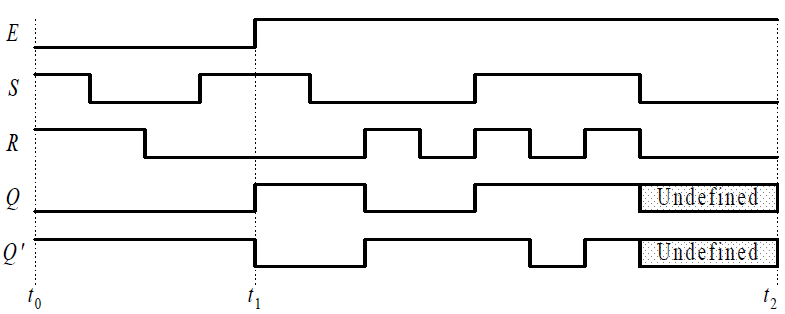 E
S
R
Q Undefined
Q' Undefined
t0 t1 t2